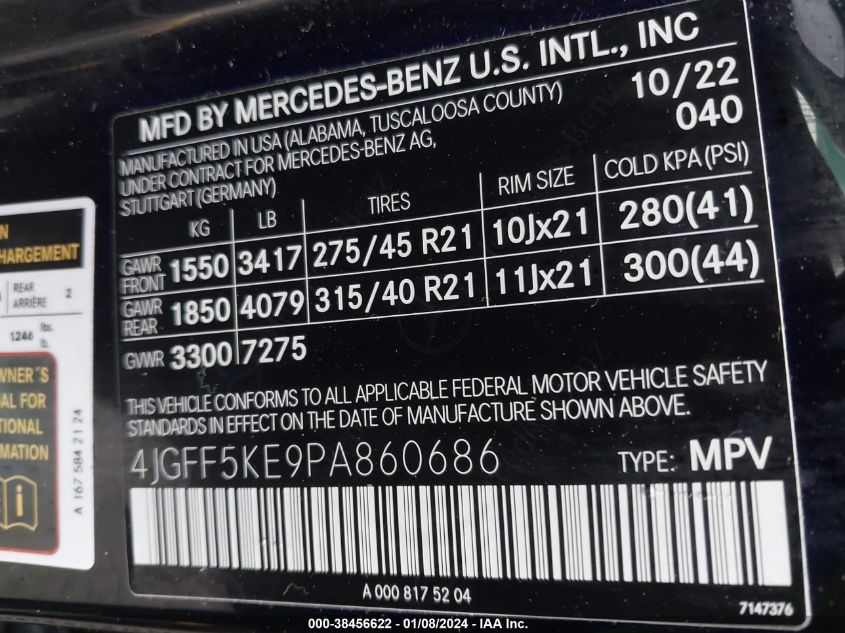 MFD BY MERCEDES-BENZ U.S. INTL., INC
10/22
040
MANUFACTURED IN USA (ALABAMA, TUSCALOOSA COUNTY)
UNDER CONTRACT FOR MERCEDES-BENZ AG,
STUTTGART (GERMANY)
KG LB TIRES RIM SIZE COLD KPA (PSI)
GAWR FRONT 1550 3417 275/45 R21 10Jx21 280(41)
GAWR REAR 1850 4079 315/40 R21 11Jx21 300(44)
GVWR 3300 7275
THIS VEHICLE CONFORMS TO ALL APPLICABLE FEDERAL MOTOR VEHICLE SAFETY
STANDARDS IN EFFECT ON THE DATE OF MANUFACTURE SHOWN ABOVE.
4JGFF5KE9PA860686 TYPE: MPV
A 000 817 52 04
7147376
HARGEMENT
REAR
ARRIÈRE 2
1246 lbs.
lb.
WNER´S
AL FOR
TIONAL
RMATION
A 167 584 21 24
000-38456622 - 01/08/2024 - IAA Inc.